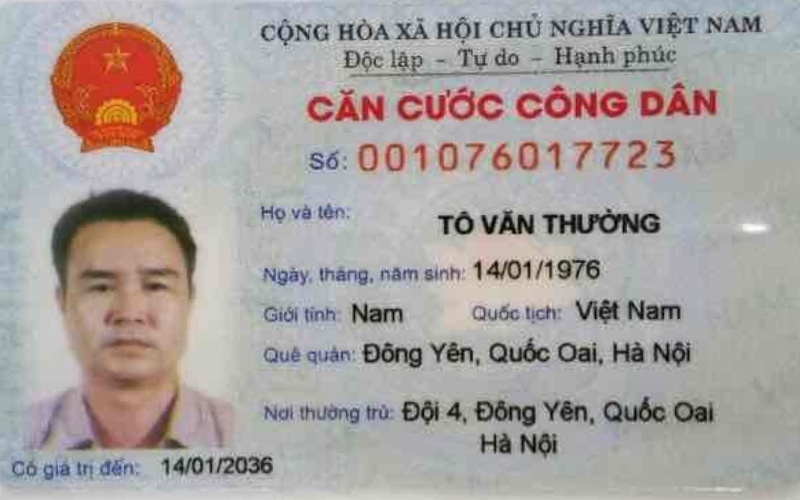 CỘNG HÒA XÃ HỘI CHỦ NGHĨA VIỆT NAM
Độc lập - Tự do - Hạnh phúc
CĂN CƯỚC CÔNG DÂN
Số: 001076017723
Họ và tên: TÔ VĂN THƯỜNG
Ngày, tháng, năm sinh: 14/01/1976
Giới tính: Nam Quốc tịch: Việt Nam
Quê quán: Đông Yên, Quốc Oai, Hà Nội
Nơi thường trú: Đội 4, Đông Yên, Quốc Oai
Hà Nội
Có giá trị đến: 14/01/2036